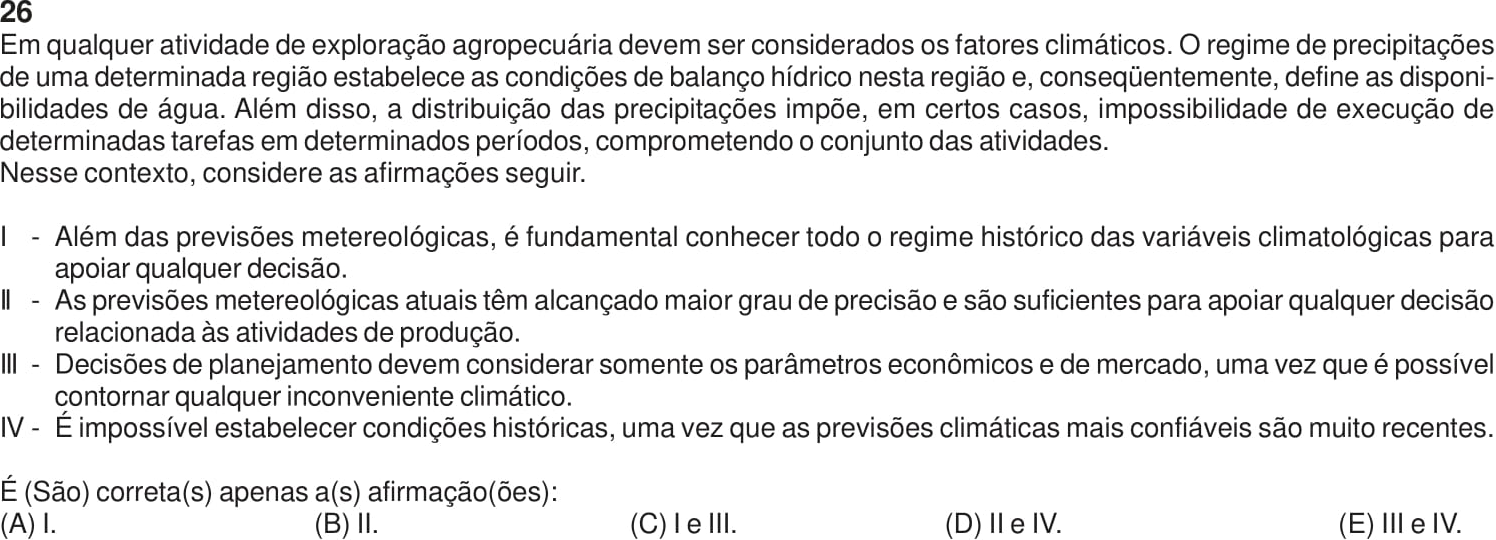 26
Em qualquer atividade de exploração agropecuária devem ser considerados os fatores climáticos. O regime de precipitações
de uma determinada região estabelece as condições de balanço hídrico nesta região e, conseqüentemente, define as disponi-
bilidades de água. Além disso, a distribuição das precipitações impõe, em certos casos, impossibilidade de execução de
determinadas tarefas em determinados períodos, comprometendo o conjunto das atividades.
Nesse contexto, considere as afirmações seguir.
I - Além das previsões metereológicas, é fundamental conhecer todo o regime histórico das variáveis climatológicas para
apoiar qualquer decisão.
II - As previsões metereológicas atuais têm alcançado maior grau de precisão e são suficientes para apoiar qualquer decisão
relacionada às atividades de produção.
III - Decisões de planejamento devem considerar somente os parâmetros econômicos e de mercado, uma vez que é possível
contornar qualquer inconveniente climático.
IV - É impossível estabelecer condições históricas, uma vez que as previsões climáticas mais confiáveis são muito recentes.
É (São) correta(s) apenas a(s) afirmação(ões):
(A) I. (B) II. (C) I e III. (D) II e IV. (E) III e IV.